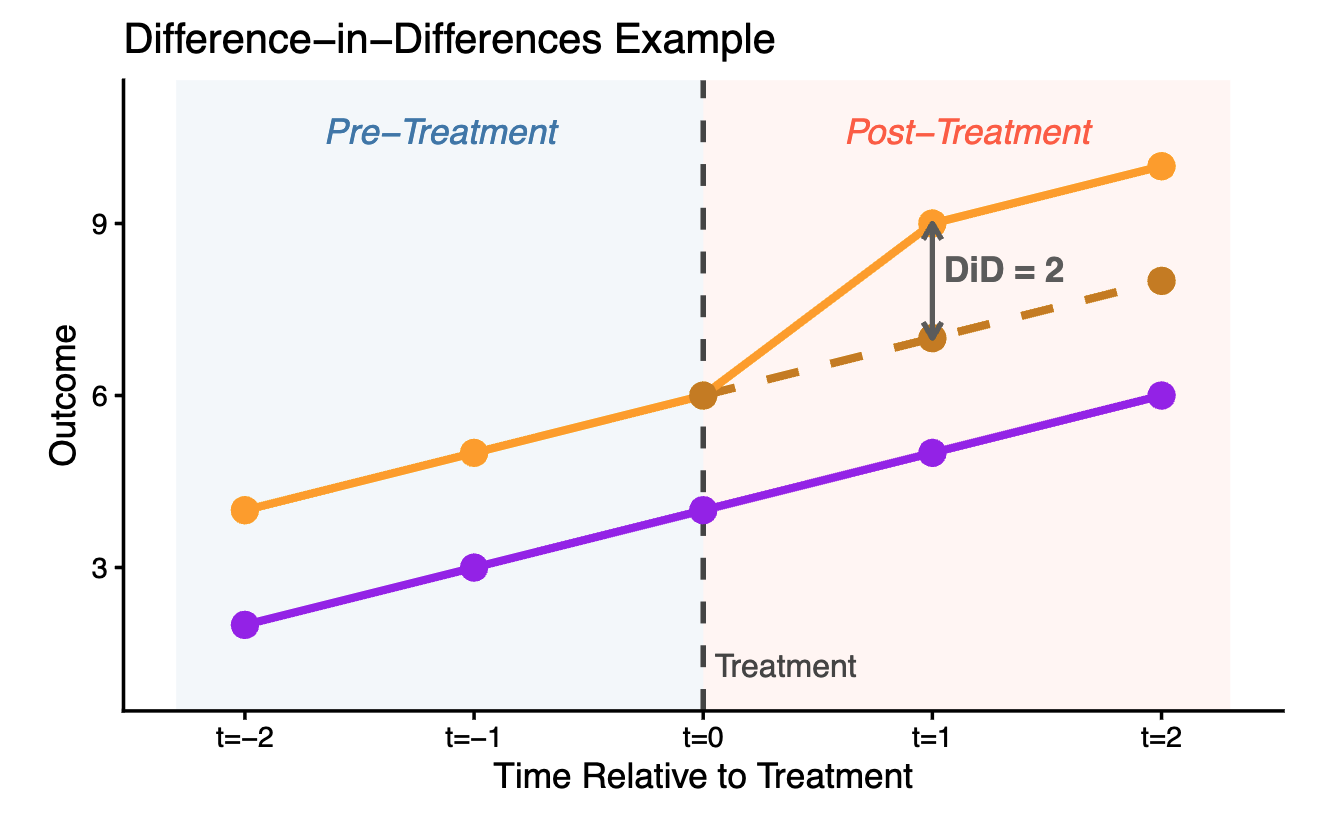 Difference−in−Differences Example
Pre−Treatment
Post−Treatment
9
DiD = 2
6
Outcome
3
Treatment
t=−2
t=−1
t=0
t=1
t=2
Time Relative to Treatment